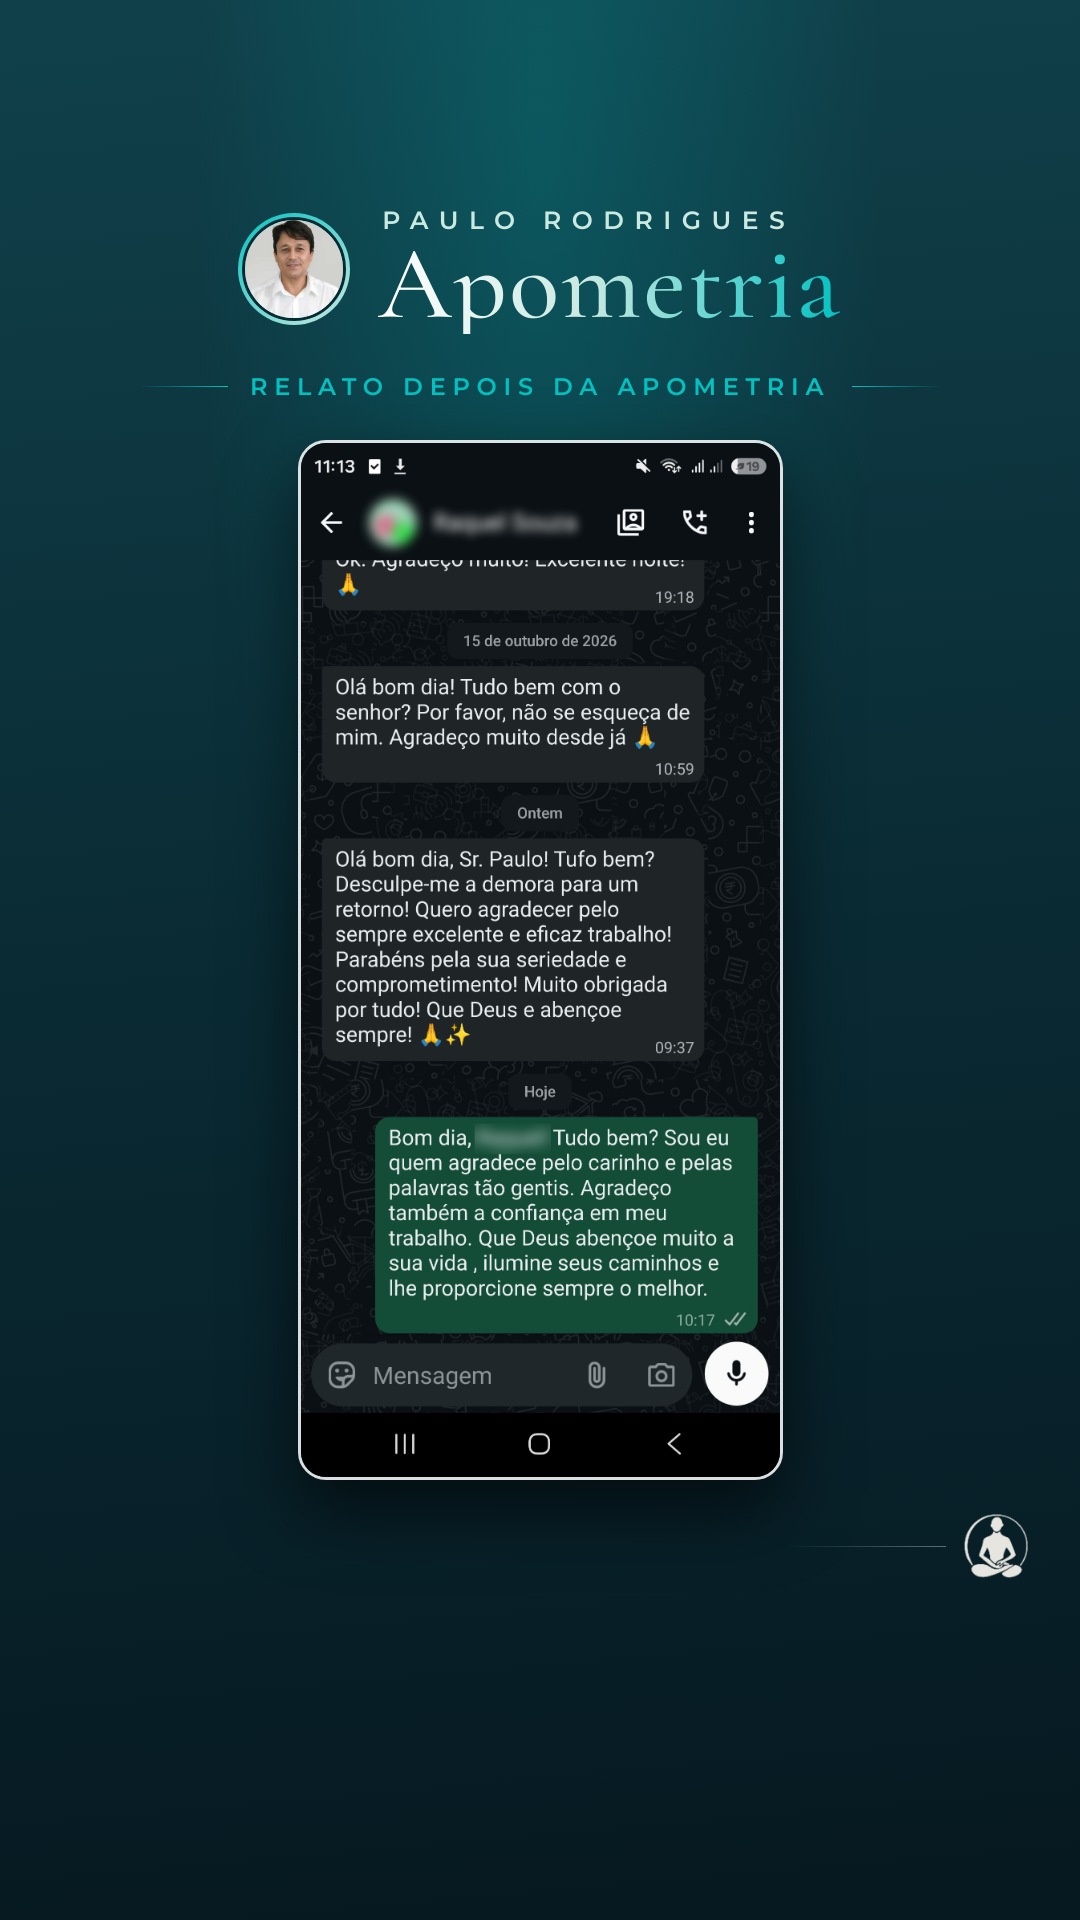 PAULO RODRIGUES
Apometria
RELATO DEPOIS DA APOMETRIA
11:13
19
Ok. Agradeço muito! Excelente noite!
🙏
19:18
15 de outubro de 2026
Olá bom dia! Tudo bem com o
senhor? Por favor, não se esqueça de
mim. Agradeço muito desde já 🙏
10:59
Ontem
Olá bom dia, Sr. Paulo! Tufo bem?
Desculpe-me a demora para um
retorno! Quero agradecer pelo
sempre excelente e eficaz trabalho!
Parabéns pela sua seriedade e
comprometimento! Muito obrigada
por tudo! Que Deus e abençoe
sempre! 🙏✨
09:37
Hoje
Bom dia, Tudo bem? Sou eu
quem agradece pelo carinho e pelas
palavras tão gentis. Agradeço
também a confiança em meu
trabalho. Que Deus abençoe muito a
sua vida , ilumine seus caminhos e
lhe proporcione sempre o melhor.
10:17
Mensagem